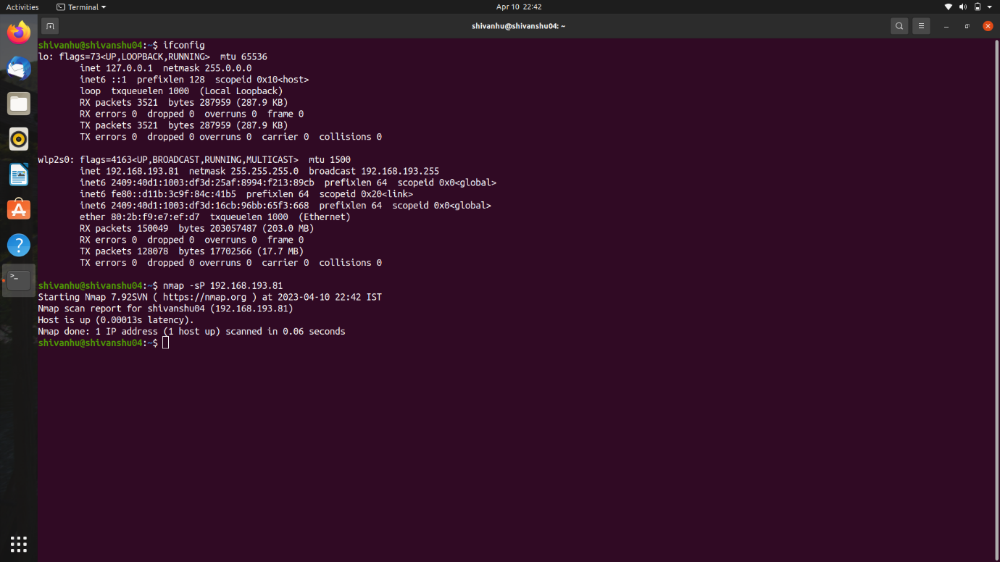 Activities
Terminal
Apr 10 22:42
shivanhu@shivanshu04: ~
shivanhu@shivanshu04:~$ ifconfig
lo: flags=73<UP,LOOPBACK,RUNNING>  mtu 65536
        inet 127.0.0.1  netmask 255.0.0.0
        inet6 ::1  prefixlen 128  scopeid 0x10<host>
        loop  txqueuelen 1000  (Local Loopback)
        RX packets 3521  bytes 287959 (287.9 KB)
        RX errors 0  dropped 0  overruns 0  frame 0
        TX packets 3521  bytes 287959 (287.9 KB)
        TX errors 0  dropped 0 overruns 0  carrier 0  collisions 0
wlp2s0: flags=4163<UP,BROADCAST,RUNNING,MULTICAST>  mtu 1500
        inet 192.168.193.81  netmask 255.255.255.0  broadcast 192.168.193.255
        inet6 2409:40d1:1003:df3d:25af:8994:f213:89cb  prefixlen 64  scopeid 0x0<global>
        inet6 fe80::d11b:3c9f:84c:41b5  prefixlen 64  scopeid 0x20<link>
        inet6 2409:40d1:1003:df3d:16cb:96bb:65f3:668  prefixlen 64  scopeid 0x0<global>
        ether 80:2b:f9:e7:ef:d7  txqueuelen 1000  (Ethernet)
        RX packets 150049  bytes 203057487 (203.0 MB)
        RX errors 0  dropped 0  overruns 0  frame 0
        TX packets 128078  bytes 17702566 (17.7 MB)
        TX errors 0  dropped 0 overruns 0  carrier 0  collisions 0
shivanhu@shivanshu04:~$ nmap -sP 192.168.193.81
Starting Nmap 7.92SVN ( https://nmap.org ) at 2023-04-10 22:42 IST
Nmap scan report for shivanshu04 (192.168.193.81)
Host is up (0.00013s latency).
Nmap done: 1 IP address (1 host up) scanned in 0.06 seconds
shivanhu@shivanshu04:~$